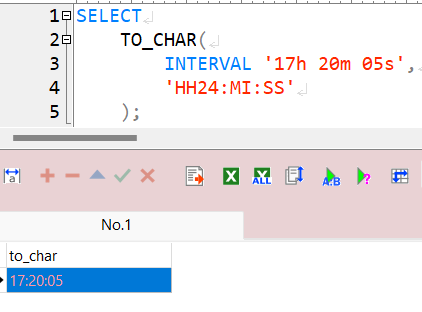 1 SELECT
2 TO_CHAR(
3 INTERVAL '17h 20m 05s',
4 'HH24:MI:SS'
5 );
a
X
X ALL
A.B
?
No.1
to_char
17:20:05